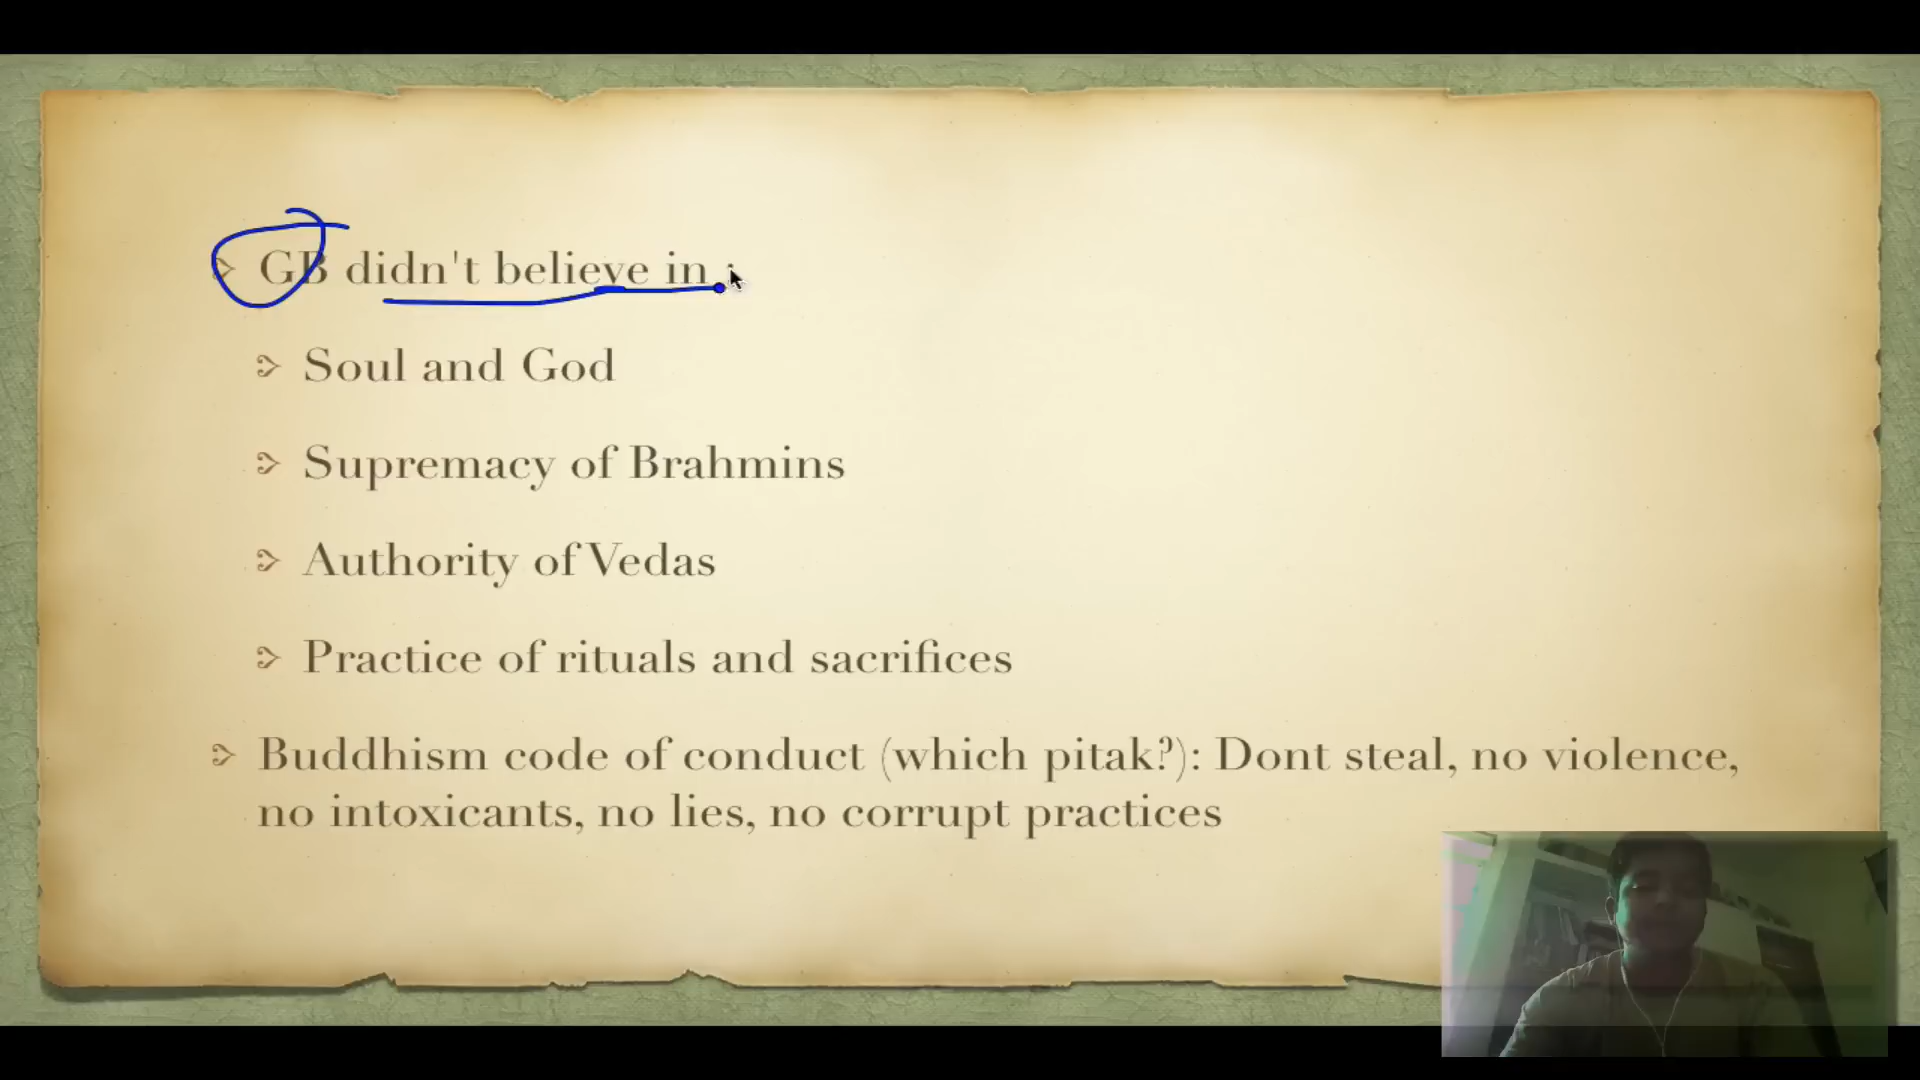 GB didn't believe in :
Soul and God
Supremacy of Brahmins
Authority of Vedas
Practice of rituals and sacrifices
Buddhism code of conduct (which pitak?): Dont steal, no violence,
no intoxicants, no lies, no corrupt practices